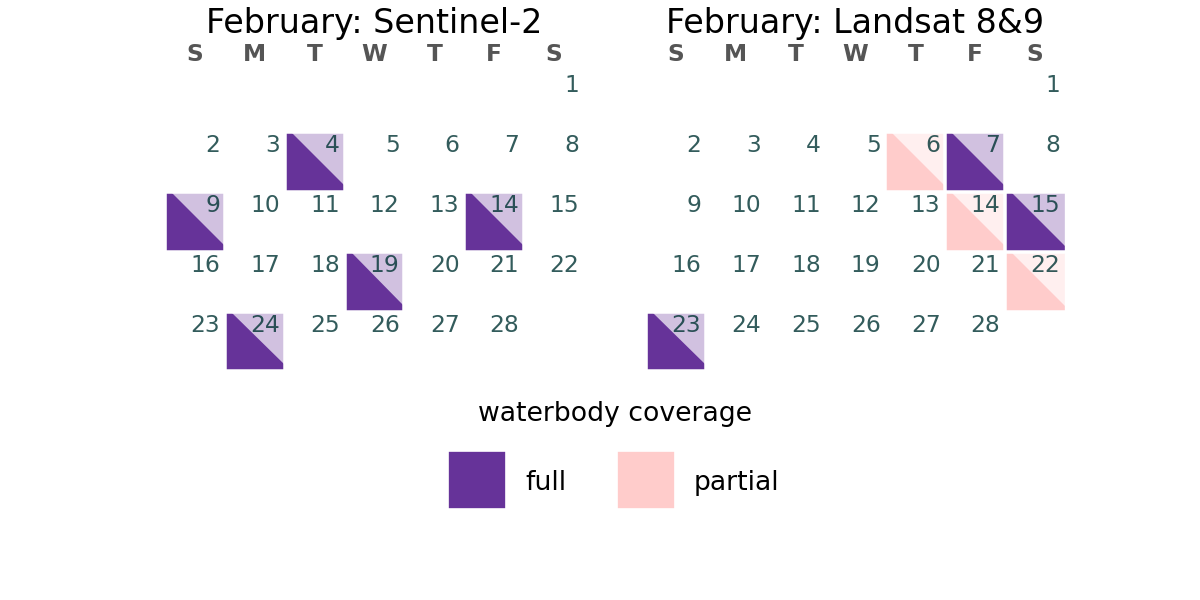 February: Sentinel-2
S M T W T F S
1
2 3 4 5 6 7 8
9 10 11 12 13 14 15
16 17 18 19 20 21 22
23 24 25 26 27 28
February: Landsat 8&9
S M T W T F S
1
2 3 4 5 6 7 8
9 10 11 12 13 14 15
16 17 18 19 20 21 22
23 24 25 26 27 28
waterbody coverage
full partial